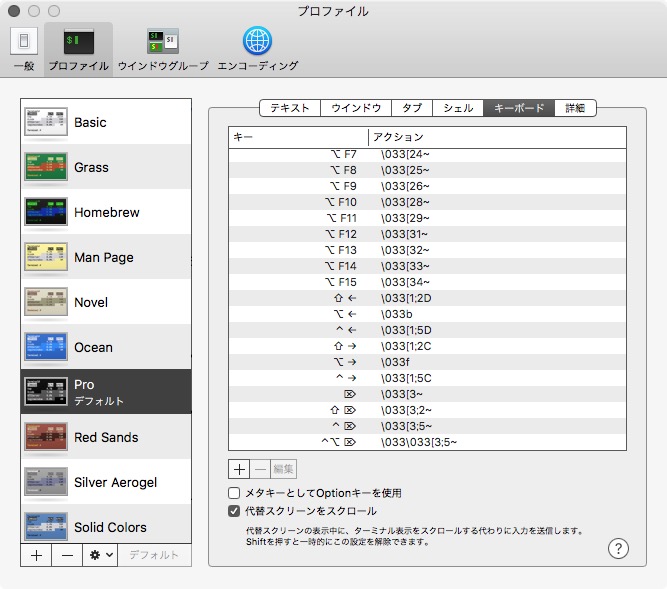 プロファイル
一般 プロファイル ウインドウグループ エンコーディング
Basic
Grass
Homebrew
Man Page
Novel
Ocean
Pro
デフォルト
Red Sands
Silver Aerogel
Solid Colors
デフォルト
テキスト ウインドウ タブ シェル キーボード 詳細
キー アクション
⌥ F7 \033[24~
⌥ F8 \033[25~
⌥ F9 \033[26~
⌥ F10 \033[28~
⌥ F11 \033[29~
⌥ F12 \033[31~
⌥ F13 \033[32~
⌥ F14 \033[33~
⌥ F15 \033[34~
⇧ ← \033[1;2D
⌥ ← \033b
^ ← \033[1;5D
⇧ → \033[1;2C
⌥ → \033f
^ → \033[1;5C
⌦ \033[3~
⇧ ⌦ \033[3;2~
^ ⌦ \033[3;5~
^⌥ ⌦ \033\033[3;5~
+ — 編集
メタキーとしてOptionキーを使用
代替スクリーンをスクロール
代替スクリーンの表示中に、ターミナル表示をスクロールする代わりに入力を送信します。
Shiftを押すと一時的にこの設定を解除できます。
?